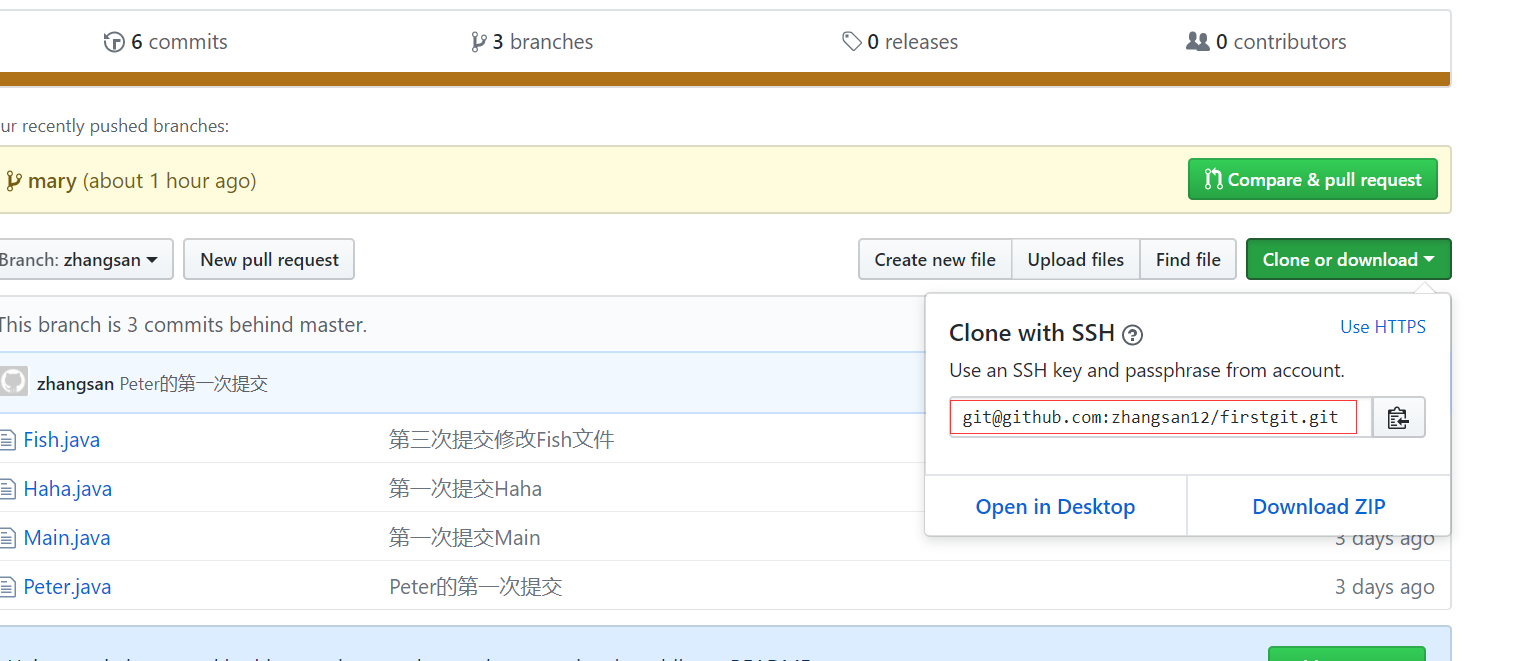 6 commits 3 branches 0 releases 0 contributors
ur recently pushed branches:
mary (about 1 hour ago) Compare & pull request
Branch: zhangsan New pull request Create new file Upload files Find file Clone or download
This branch is 3 commits behind master.
Clone with SSH ? Use HTTPS
Use an SSH key and passphrase from account.
zhangsan Peter的第一次提交
git@github.com:zhangsan12/firstgit.git
Fish.java 第三次提交修改Fish文件
Haha.java 第一次提交Haha
Open in Desktop Download ZIP
Main.java 第一次提交Main 3 days ago
Peter.java Peter的第一次提交 3 days ago